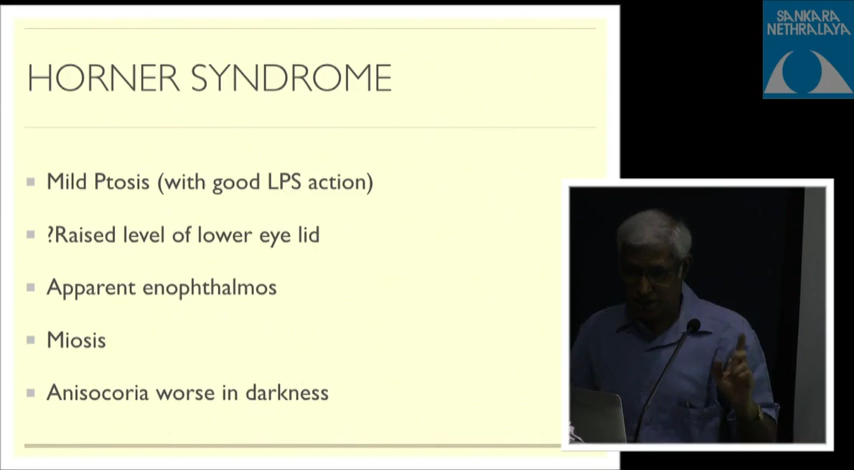 SANKARA
NETHRALAYA
HORNER SYNDROME
Mild Ptosis (with good LPS action)
?Raised level of lower eye lid
Apparent enophthalmos
Miosis
Anisocoria worse in darkness